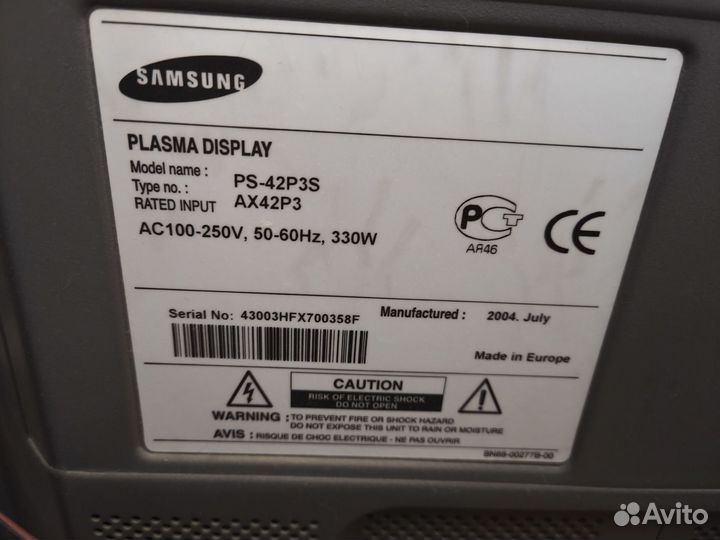 SAMSUNG
PLASMA DISPLAY
Model name : PS-42P3S
Type no. : AX42P3
RATED INPUT
AC100-250V, 50-60Hz, 330W
РСТ
АЯ46
CE
Serial No: 43003HFX700358F
Manufactured : 2004. July
Made in Europe
CAUTION
RISK OF ELECTRIC SHOCK
DO NOT OPEN
WARNING : TO PREVENT FIRE OR SHOCK HAZARD
DO NOT EXPOSE THIS UNIT TO RAIN OR MOISTURE
AVIS : RISQUE DE CHOC ELECTRIQUE - NE PAS OUVRIR
BN68-00277B-00
Avito